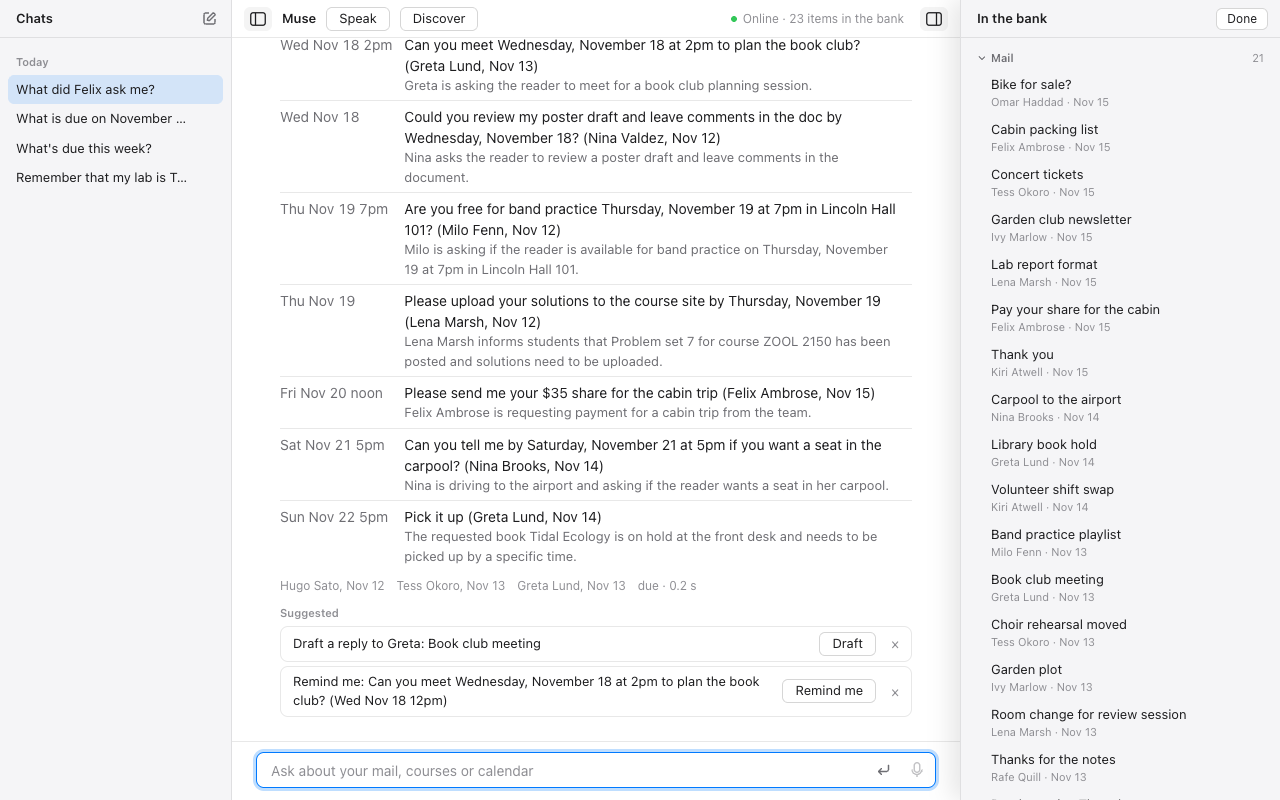 Chats
Today
What did Felix ask me?
What is due on November ...
What's due this week?
Remember that my lab is T...
Muse
Speak
Discover
Online · 23 items in the bank
Wed Nov 18 2pm
Can you meet Wednesday, November 18 at 2pm to plan the book club?
(Greta Lund, Nov 13)
Greta is asking the reader to meet for a book club planning session.
Wed Nov 18
Could you review my poster draft and leave comments in the doc by
Wednesday, November 18? (Nina Valdez, Nov 12)
Nina asks the reader to review a poster draft and leave comments in the
document.
Thu Nov 19 7pm
Are you free for band practice Thursday, November 19 at 7pm in Lincoln Hall
101? (Milo Fenn, Nov 12)
Milo is asking if the reader is available for band practice on Thursday, November
19 at 7pm in Lincoln Hall 101.
Thu Nov 19
Please upload your solutions to the course site by Thursday, November 19
(Lena Marsh, Nov 12)
Lena Marsh informs students that Problem set 7 for course ZOOL 2150 has been
posted and solutions need to be uploaded.
Fri Nov 20 noon
Please send me your $35 share for the cabin trip (Felix Ambrose, Nov 15)
Felix Ambrose is requesting payment for a cabin trip from the team.
Sat Nov 21 5pm
Can you tell me by Saturday, November 21 at 5pm if you want a seat in the
carpool? (Nina Brooks, Nov 14)
Nina is driving to the airport and asking if the reader wants a seat in her carpool.
Sun Nov 22 5pm
Pick it up (Greta Lund, Nov 14)
The requested book Tidal Ecology is on hold at the front desk and needs to be
picked up by a specific time.
Hugo Sato, Nov 12 Tess Okoro, Nov 13 Greta Lund, Nov 13 due · 0.2 s
Suggested
Draft a reply to Greta: Book club meeting
Draft
×
Remind me: Can you meet Wednesday, November 18 at 2pm to plan the book
club? (Wed Nov 18 12pm)
Remind me
×
Ask about your mail, courses or calendar
In the bank
Done
Mail
21
Bike for sale?
Omar Haddad · Nov 15
Cabin packing list
Felix Ambrose · Nov 15
Concert tickets
Tess Okoro · Nov 15
Garden club newsletter
Ivy Marlow · Nov 15
Lab report format
Lena Marsh · Nov 15
Pay your share for the cabin
Felix Ambrose · Nov 15
Thank you
Kiri Atwell · Nov 15
Carpool to the airport
Nina Brooks · Nov 14
Library book hold
Greta Lund · Nov 14
Volunteer shift swap
Kiri Atwell · Nov 14
Band practice playlist
Milo Fenn · Nov 13
Book club meeting
Greta Lund · Nov 13
Choir rehearsal moved
Tess Okoro · Nov 13
Garden plot
Ivy Marlow · Nov 13
Room change for review session
Lena Marsh · Nov 13
Thanks for the notes
Rafe Quill · Nov 13